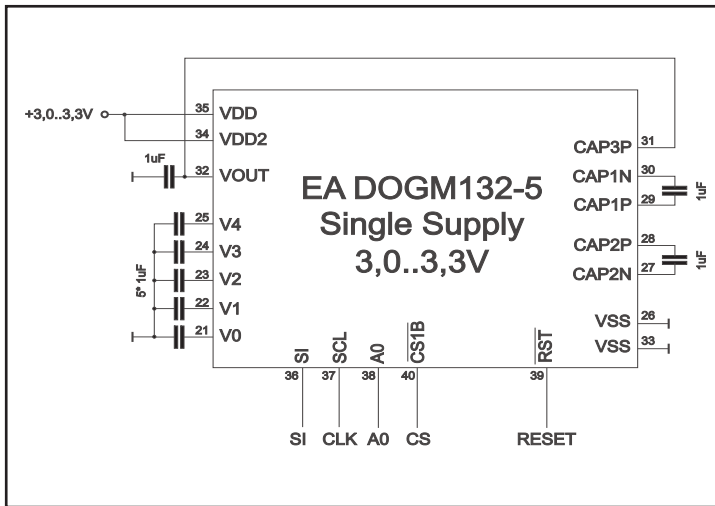 +3,0..3,3V
35 VDD
34 VDD2
1uF
32 VOUT
25 V4
24 V3
23 V2
22 V1
21 V0
5* 1uF
EA DOGM132-5
Single Supply
3,0..3,3V
CAP3P 31
CAP1N 30
CAP1P 29
1uF
CAP2P 28
CAP2N 27
1uF
VSS 26
VSS 33
SI SCL A0 CS1B RST
36 37 38 40 39
SI CLK A0 CS RESET